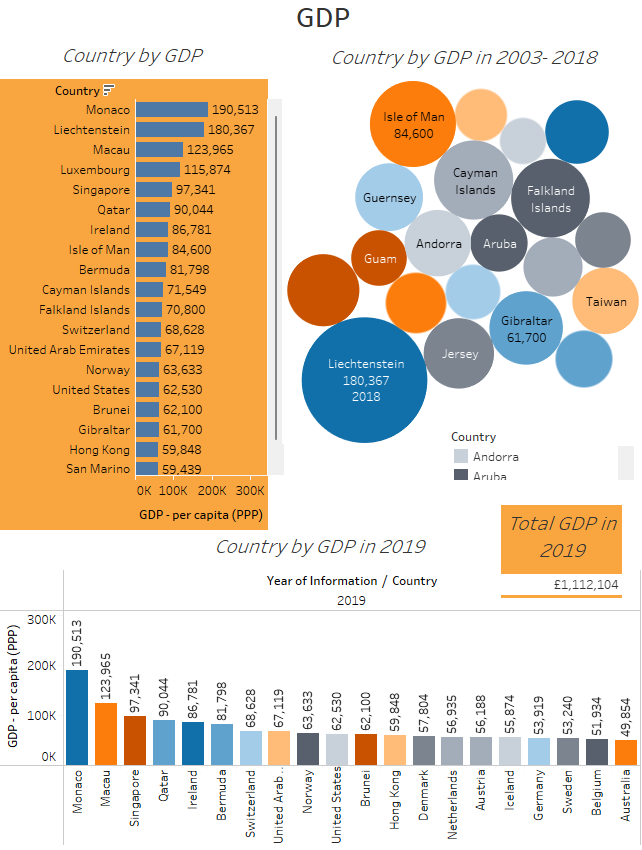 GDP
Country by GDP
Country
Monaco 190,513
Liechtenstein 180,367
Macau 123,965
Luxembourg 115,874
Singapore 97,341
Qatar 90,044
Ireland 86,781
Isle of Man 84,600
Bermuda 81,798
Cayman Islands 71,549
Falkland Islands 70,800
Switzerland 68,628
United Arab Emirates 67,119
Norway 63,633
United States 62,530
Brunei 62,100
Gibraltar 61,700
Hong Kong 59,848
San Marino 59,439
0K 100K 200K 300K
GDP - per capita (PPP)
Country by GDP in 2003- 2018
Isle of Man
84,600
Cayman
Islands
Guernsey
Falkland
Islands
Andorra
Aruba
Guam
Taiwan
Gibraltar
61,700
Jersey
Liechtenstein
180,367
2018
Country
Andorra
Aruba
Country by GDP in 2019
Total GDP in
2019
£1,112,104
Year of Information / Country
2019
GDP - per capita (PPP)
300K
200K
100K
0K
190,513
123,965
97,341
90,044
86,781
81,798
68,628
67,119
63,633
62,530
62,100
59,848
57,804
56,935
56,188
55,874
53,919
53,240
51,934
49,854
Monaco
Macau
Singapore
Qatar
Ireland
Bermuda
Switzerland
United Arab ..
Norway
United States
Brunei
Hong Kong
Denmark
Netherlands
Austria
Iceland
Germany
Sweden
Belgium
Australia